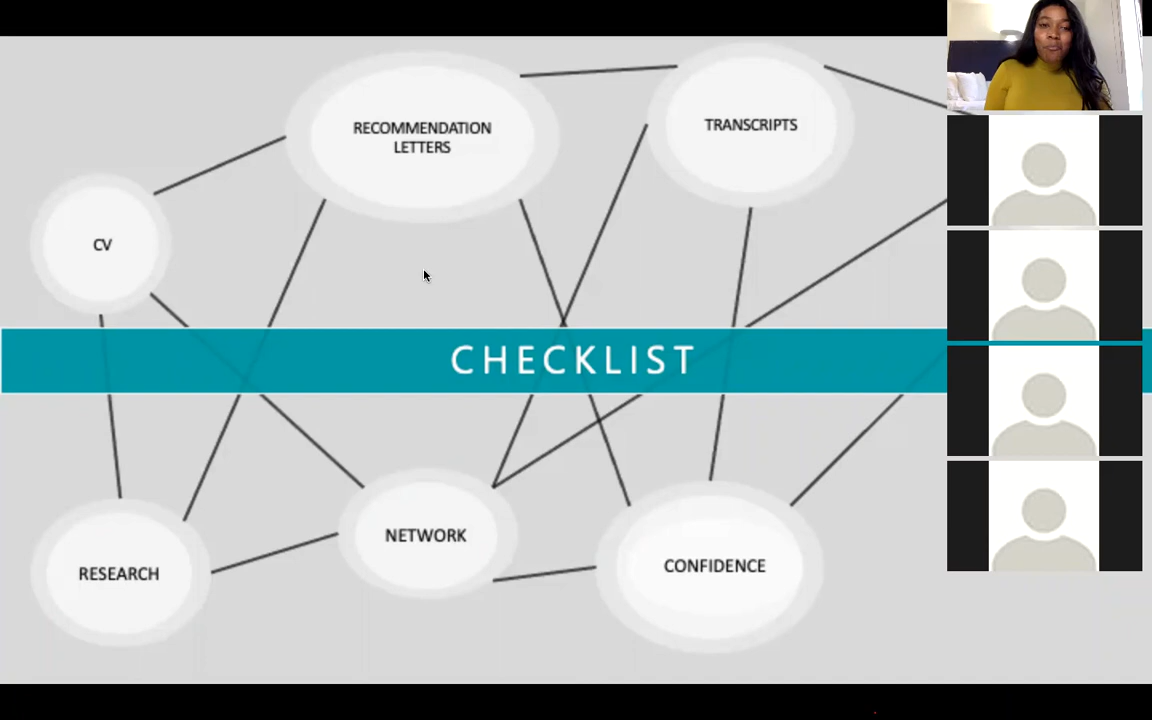 RECOMMENDATION
LETTERS
TRANSCRIPTS
CV
CHECKLIST
NETWORK
CONFIDENCE
RESEARCH